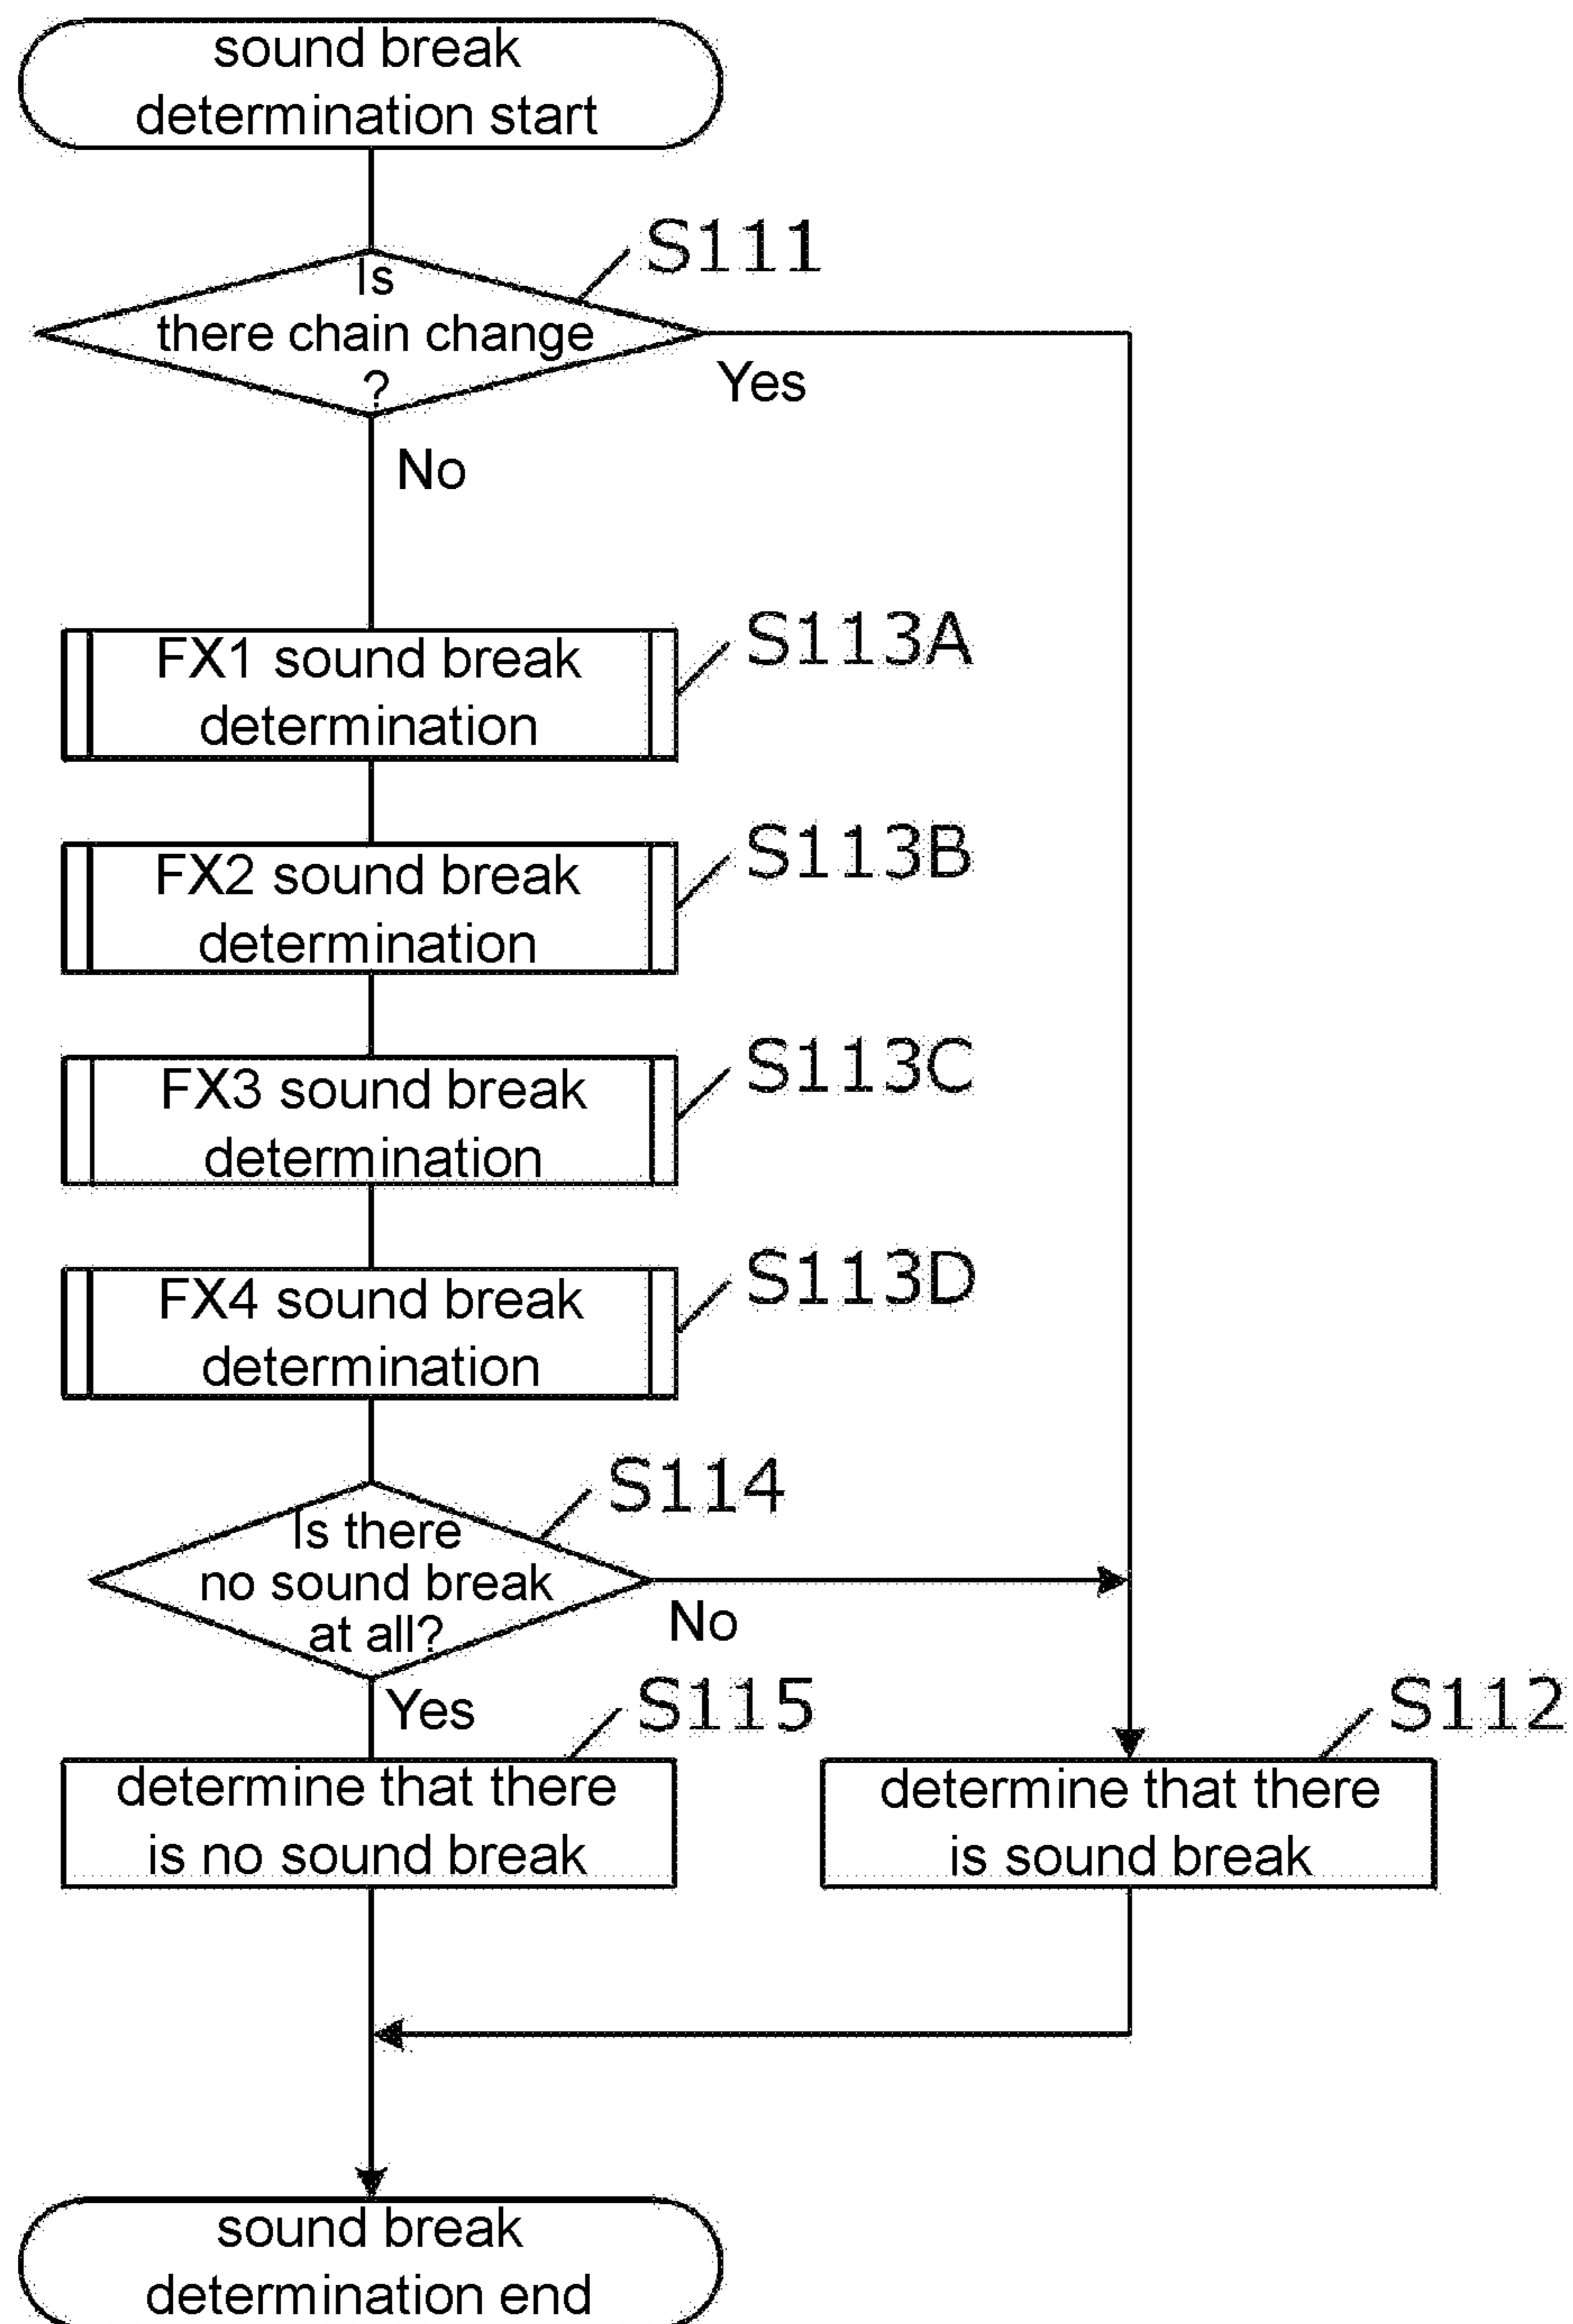 sound break
determination start
S111
Is
there chain change
?
Yes
No
S113A
FX1 sound break
determination
S113B
FX2 sound break
determination
S113C
FX3 sound break
determination
S113D
FX4 sound break
determination
S114
Is there
no sound break
at all?
No
Yes
S115
determine that there
is no sound break
S112
determine that there
is sound break
sound break
determination end